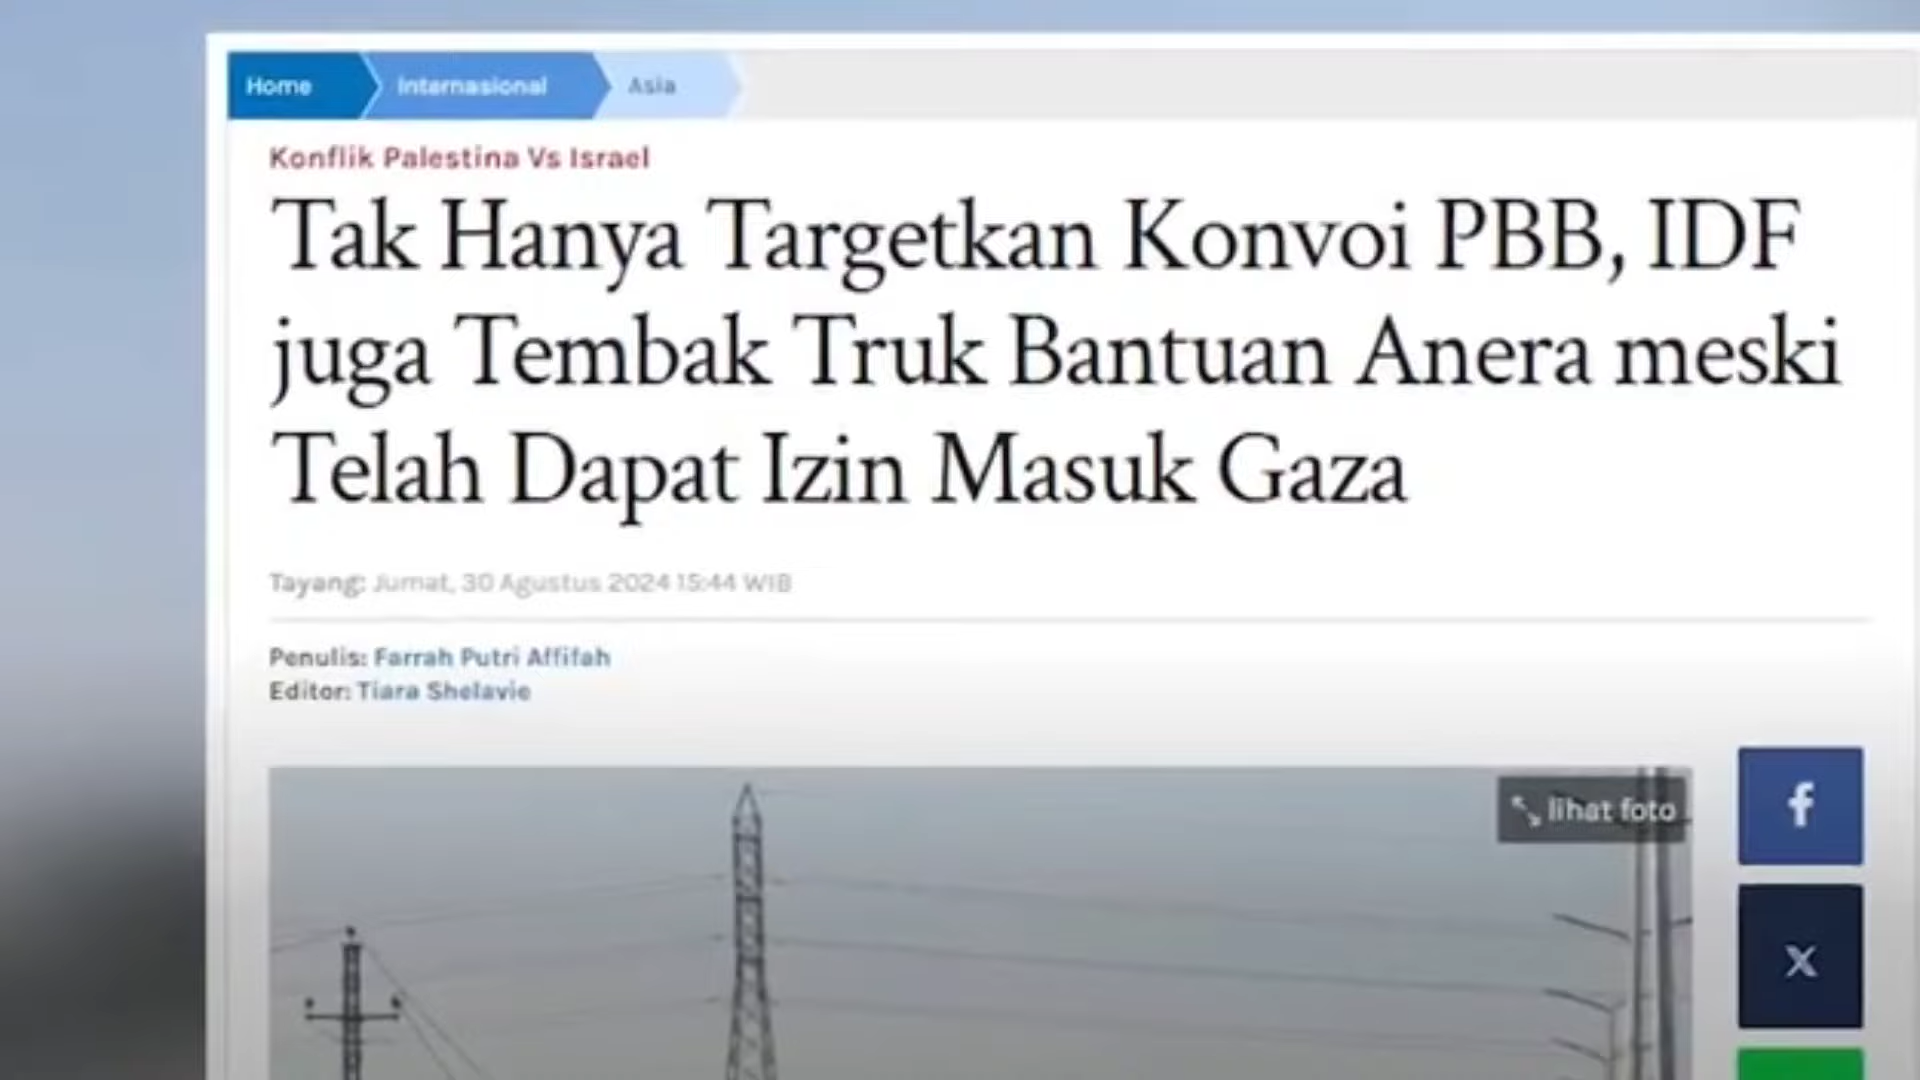 Home Internasional Asia
Konflik Palestina Vs Israel
Tak Hanya Targetkan Konvoi PBB, IDF
juga Tembak Truk Bantuan Anera meski
Telah Dapat Izin Masuk Gaza
Tayang: Jumat, 30 Agustus 2024 15:44 WIB
Penulis: Farrah Putri Affifah
Editor: Tiara Shelavie
lihat foto
f
X